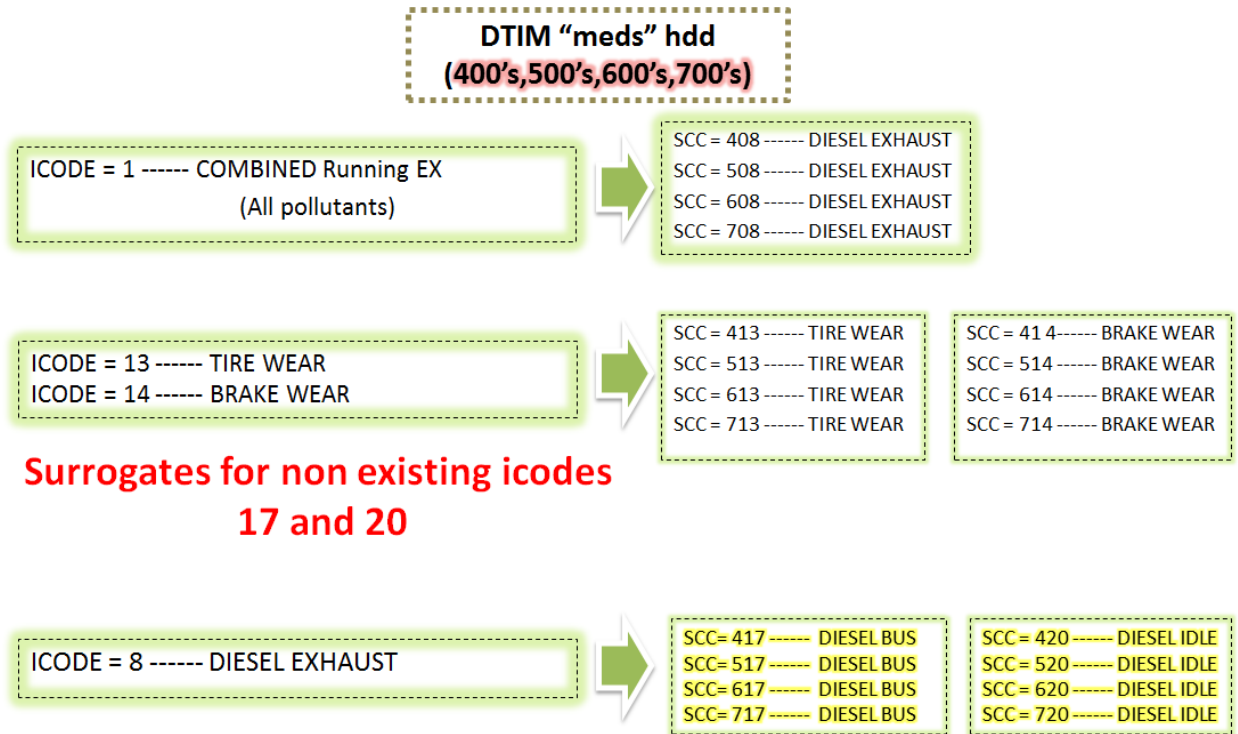 DTIM “meds” hdd
(400’s,500’s,600’s,700’s)
ICODE = 1 ------ COMBINED Running EX
(All pollutants)
SCC = 408 ------ DIESEL EXHAUST
SCC = 508 ------ DIESEL EXHAUST
SCC = 608 ------ DIESEL EXHAUST
SCC = 708 ------ DIESEL EXHAUST
ICODE = 13 ------ TIRE WEAR
ICODE = 14 ------ BRAKE WEAR
SCC = 413 ------ TIRE WEAR
SCC = 513 ------ TIRE WEAR
SCC = 613 ------ TIRE WEAR
SCC = 713 ------ TIRE WEAR
SCC = 41 4------ BRAKE WEAR
SCC = 514 ------ BRAKE WEAR
SCC = 614 ------ BRAKE WEAR
SCC = 714 ------ BRAKE WEAR
Surrogates for non existing icodes
17 and 20
ICODE = 8 ------ DIESEL EXHAUST
SCC= 417 ------ DIESEL BUS
SCC= 517 ------ DIESEL BUS
SCC= 617 ------ DIESEL BUS
SCC= 717 ------ DIESEL BUS
SCC = 420 ------ DIESEL IDLE
SCC = 520 ------ DIESEL IDLE
SCC = 620 ------ DIESEL IDLE
SCC = 720 ------ DIESEL IDLE